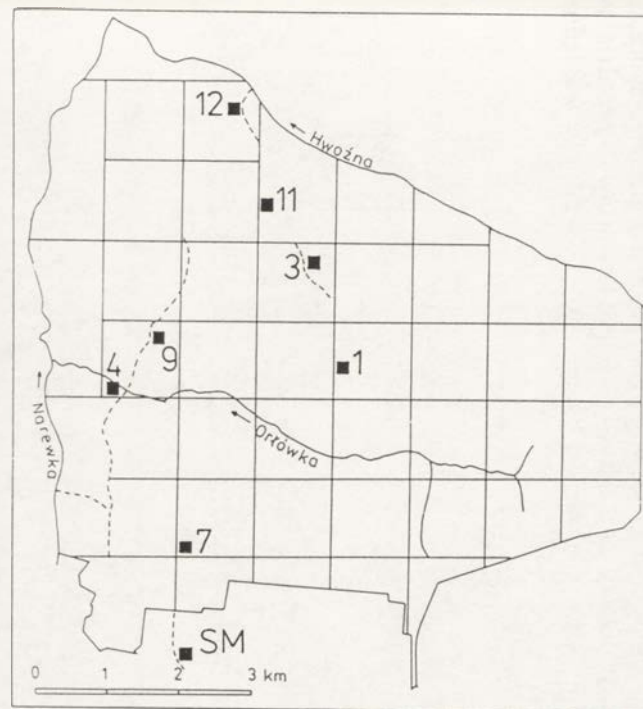 12
← Hwoźna
11
3
9
1
4
← Narewka
← Orłówka
7
SM
0 1 2 3 km